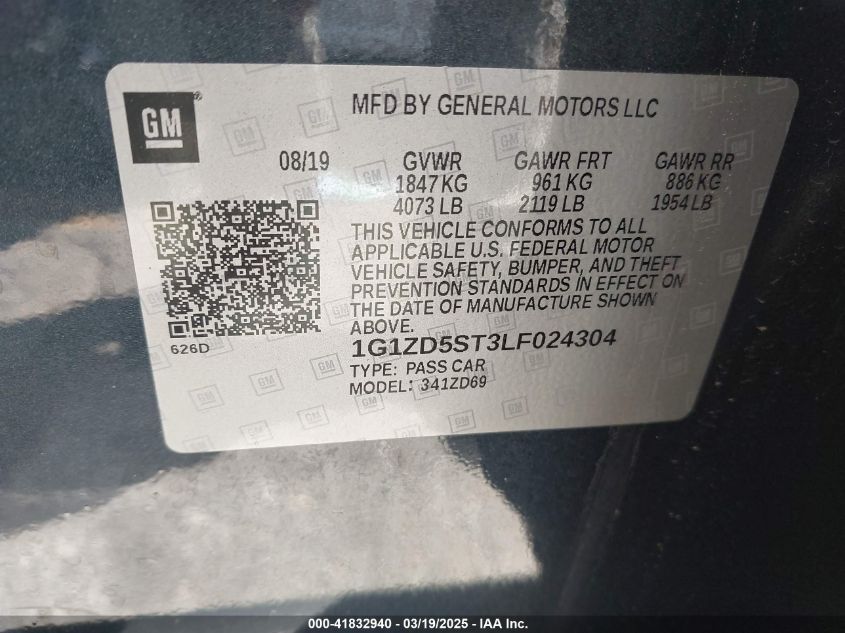 GM®
MFD BY GENERAL MOTORS LLC
08/19 GVWR GAWR FRT GAWR RR
1847 KG 961 KG 886 KG
4073 LB 2119 LB 1954 LB
THIS VEHICLE CONFORMS TO ALL
APPLICABLE U.S. FEDERAL MOTOR
VEHICLE SAFETY, BUMPER, AND THEFT
PREVENTION STANDARDS IN EFFECT ON
THE DATE OF MANUFACTURE SHOWN
ABOVE.
626D
1G1ZD5ST3LF024304
TYPE: PASS CAR
MODEL: 341ZD69
000-41832940 - 03/19/2025 - IAA Inc.